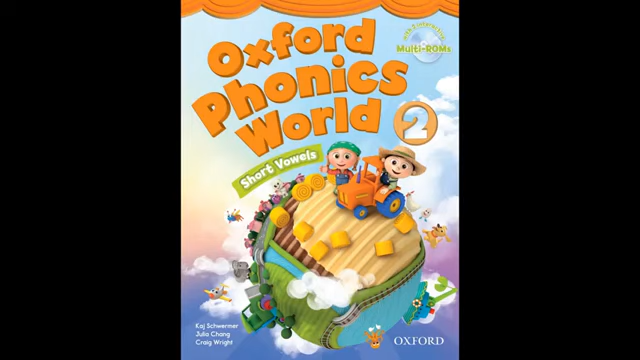 Oxford
Phonics
World
2
Short Vowels
Multi-ROMs
Kaj Schwermer
Julia Chang
Craig Wright
OXFORD